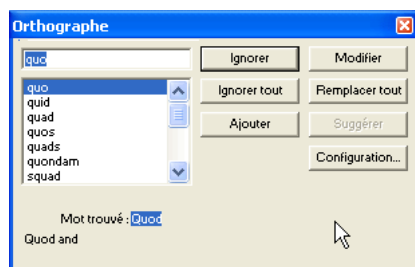 Orthographe
quo Ignorer Modifier
quo Ignorer tout Remplacer tout
quid
quad Ajouter Suggérer
quos
quads Configuration...
quondam
squad
Mot trouvé : Quod
Quod and